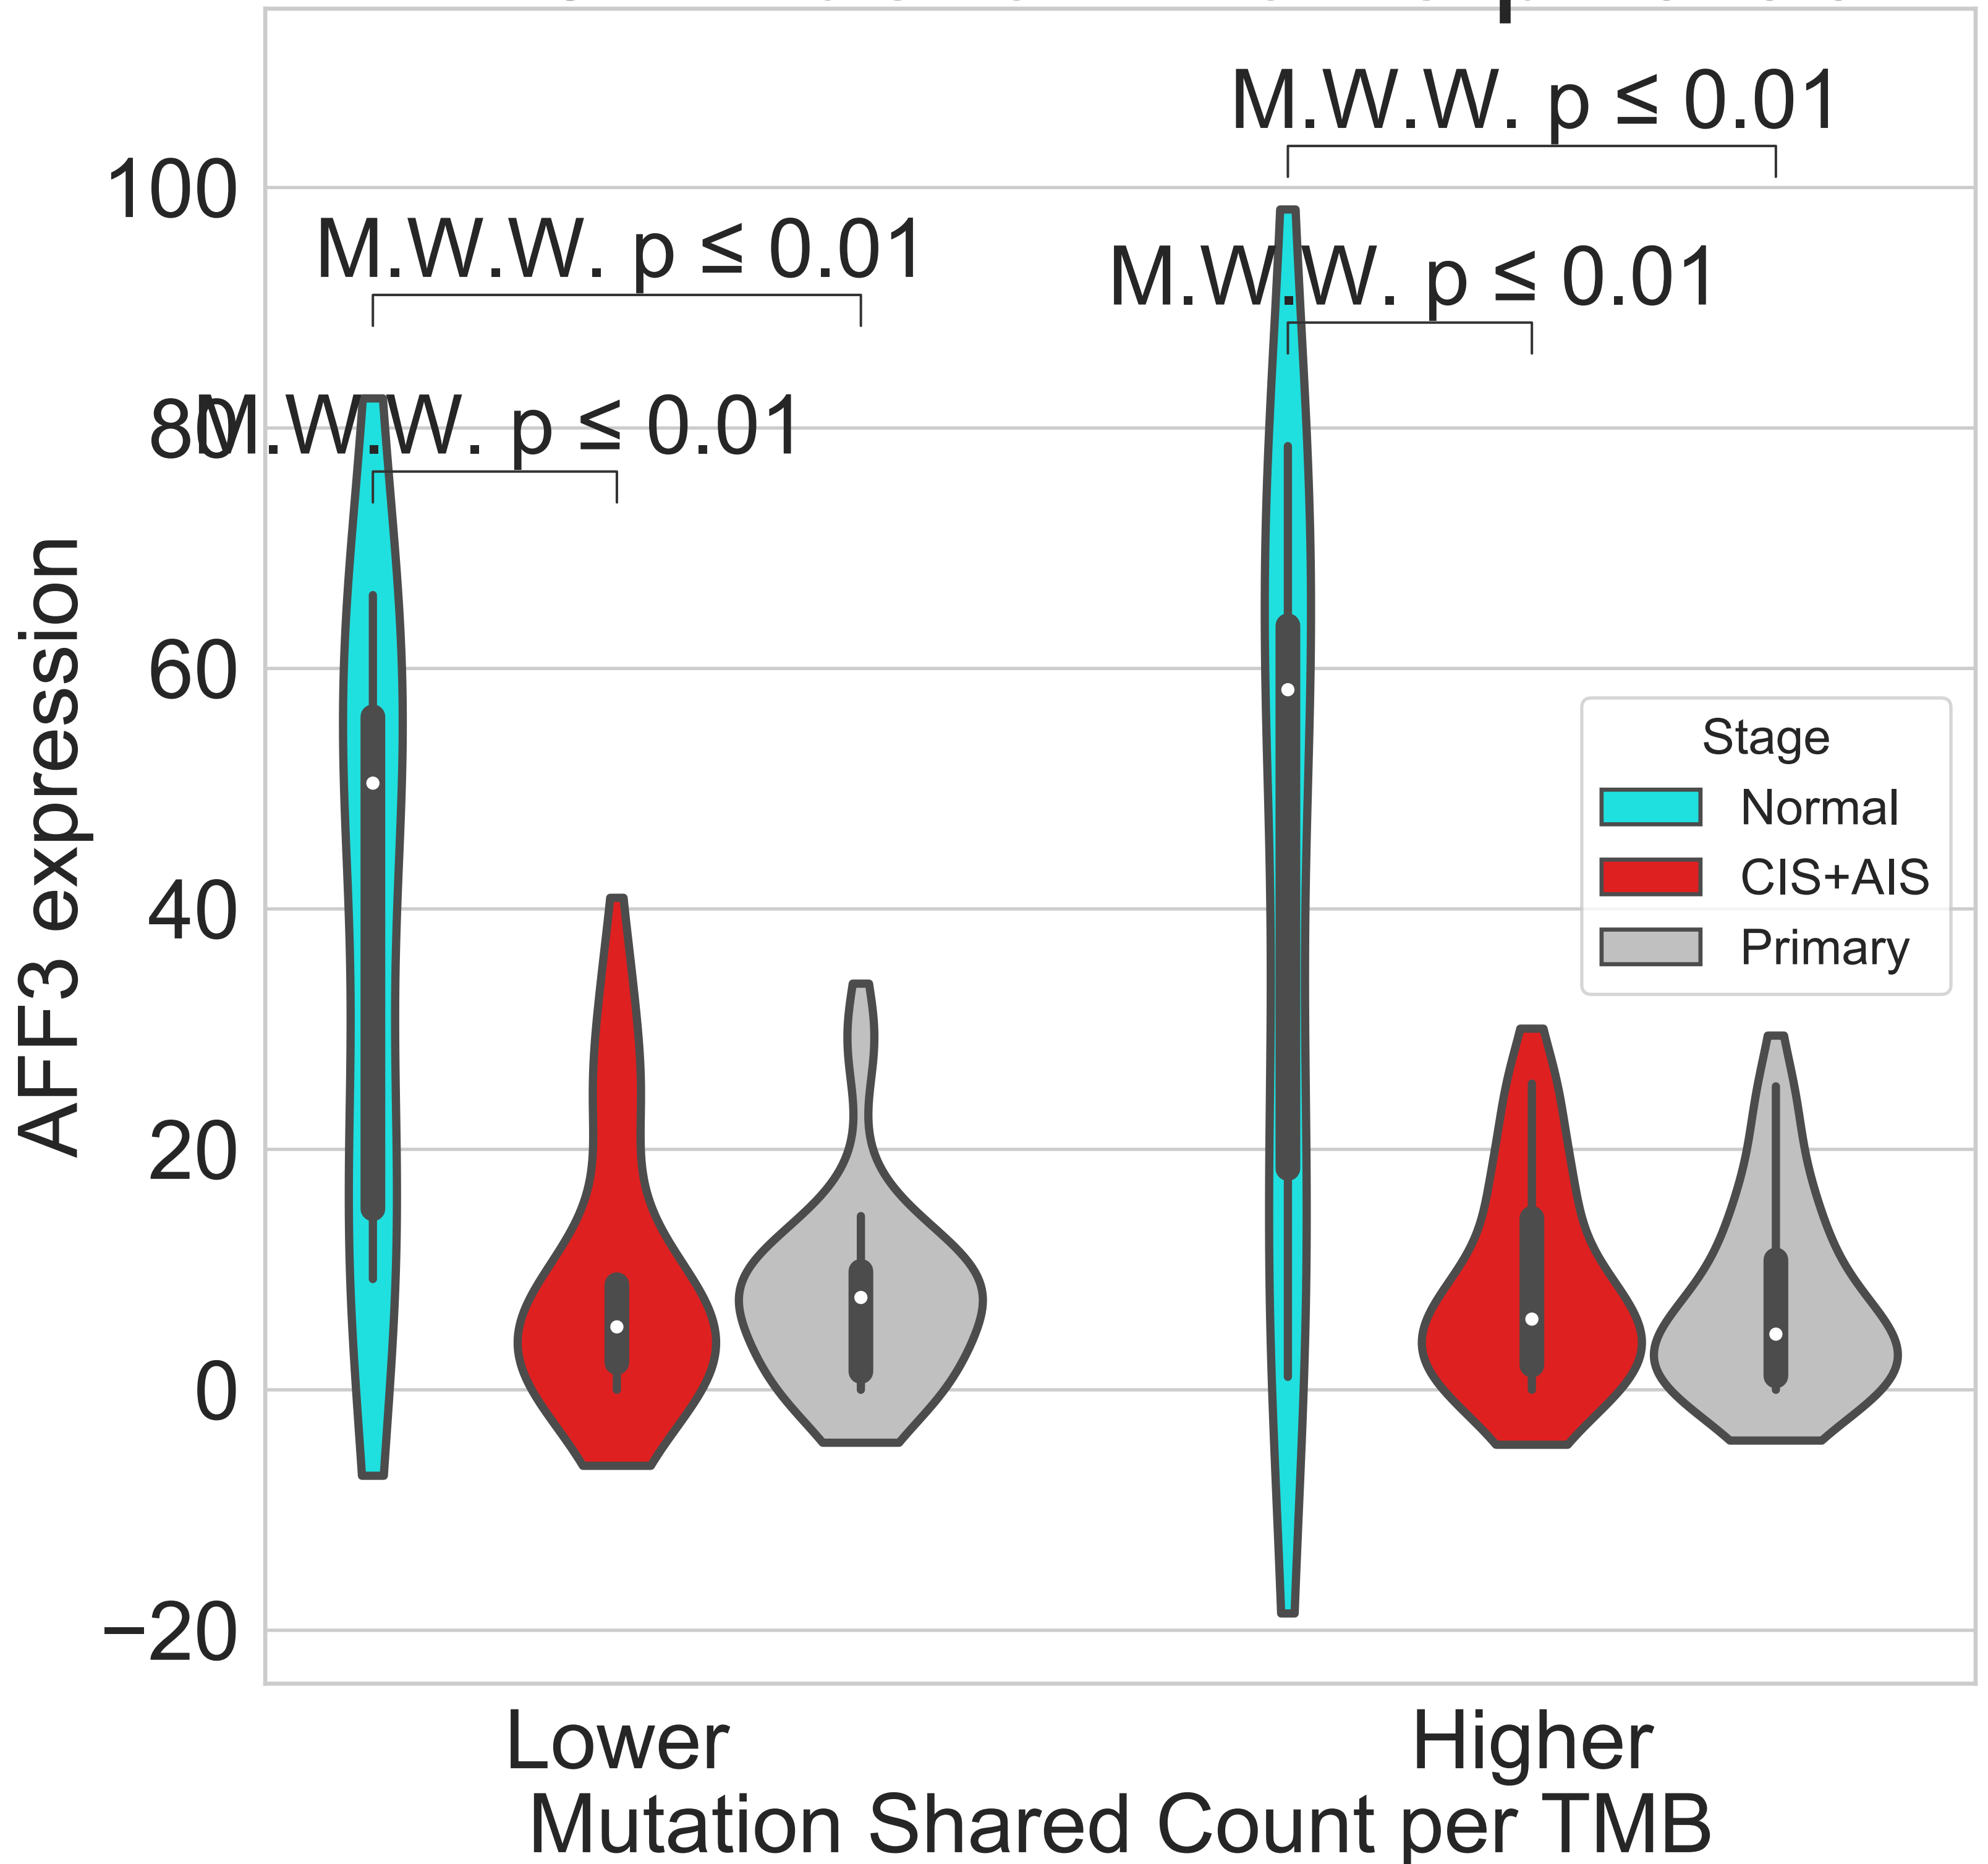 M.W.W. p ≤ 0.01
100
M.W.W. p ≤ 0.01
M.W.W. p ≤ 0.01
80
M.W.W. p ≤ 0.01
60
40
20
0
−20
AFF3 expression
Stage
Normal
CIS+AIS
Primary
Lower
Higher
Mutation Shared Count per TMB